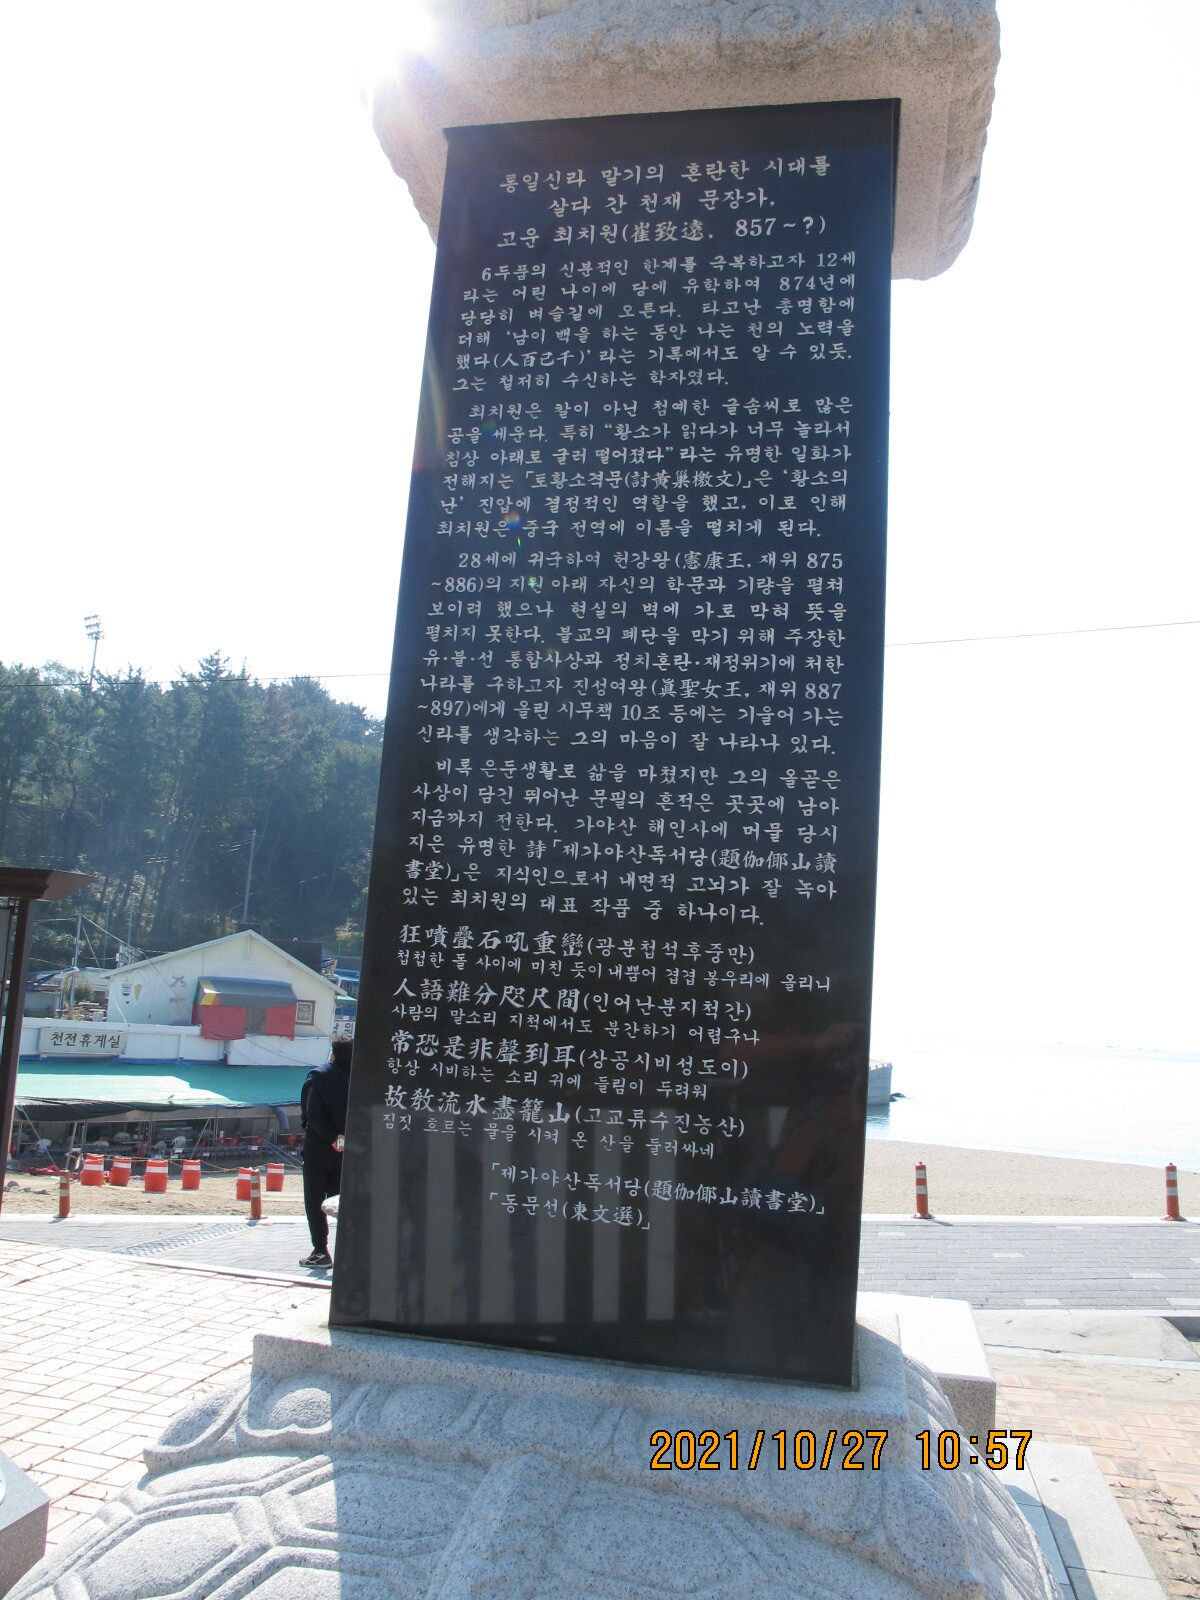 통일신라 말기의 혼란한 시대를
살다 간 천재 문장가.
고운 최치원(崔致遠. 857~?)
6두품의 신분적인 한계를 극복하고자 12세
라는 어린 나이에 당에 유학하여 874년에
당당히 벼슬길에 오른다. 타고난 총명함에
더해 ‘남이 백을 하는 동안 나는 천의 노력을
했다(人百己千)’라는 기록에서도 알 수 있듯,
그는 철저히 수신하는 학자였다.
최치원은 칼이 아닌 첨예한 글솜씨로 많은
공을 세운다. 특히 “황소가 읽다가 너무 놀라서
침상 아래로 굴러 떨어졌다”라는 유명한 일화가
전해지는「토황소격문(討黃巢檄文)」은 ‘황소의
난’ 진압에 결정적인 역할을 했고, 이로 인해
최치원은 중국 전역에 이름을 떨치게 된다.
28세에 귀국하여 헌강왕(憲康王. 재위 875
~886)의 지원 아래 자신의 학문과 기량을 펼쳐
보이려 했으나 현실의 벽에 가로 막혀 뜻을
펼치지 못한다. 불교의 폐단을 막기 위해 주장한
유·불·선 통합사상과 정치혼란·재정위기에 처한
나라를 구하고자 진성여왕(眞聖女王, 재위 887
~897)에게 올린 시무책 10조 등에는 기울어 가는
신라를 생각하는 그의 마음이 잘 나타나 있다.
비록 은둔생활로 삶을 마쳤지만 그의 올곧은
사상이 담긴 뛰어난 문필의 흔적은 곳곳에 남아
지금까지 전한다. 가야산 해인사에 머물 당시
지은 유명한 詩「제가야산독서당(題伽倻山讀
書堂)」은 지식인으로서 내면적 고뇌가 잘 녹아
있는 최치원의 대표 작품 중 하나이다.
狂噴疊石吼重巒(광분첩석후중만)
첩첩한 돌 사이에 미친 듯이 내뿜어 겹겹 봉우리에 울리니
人語難分咫尺間(인어난분지척간)
사람의 말소리 지척에서도 분간하기 어렵구나
常恐是非聲到耳(상공시비성도이)
항상 시비하는 소리 귀에 들림이 두려워
故敎流水盡籠山(고교류수진농산)
짐짓 흐르는 물을 시켜 온 산을 둘러싸네
「제가야산독서당(題伽倻山讀書堂)」
「동문선(東文選)」
천전휴게실
2021/10/27 10:57